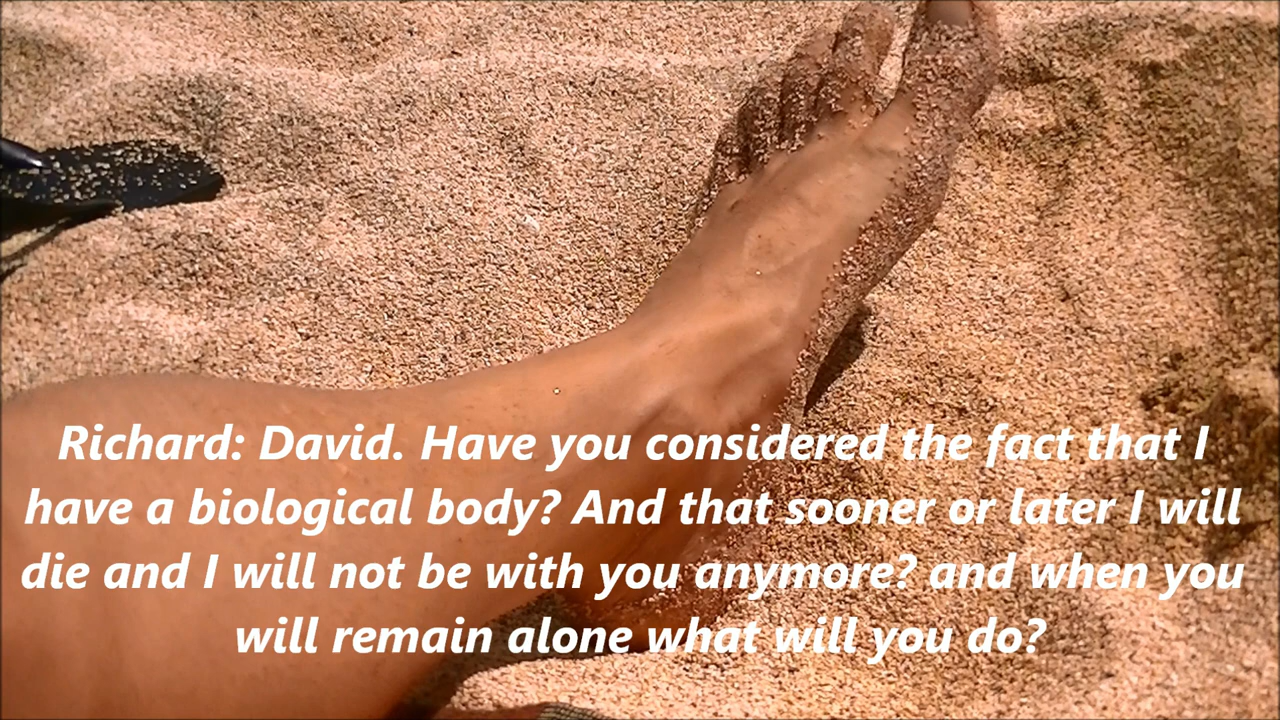 Richard: David. Have you considered the fact that I
have a biological body? And that sooner or later I will
die and I will not be with you anymore? and when you
will remain alone what will you do?